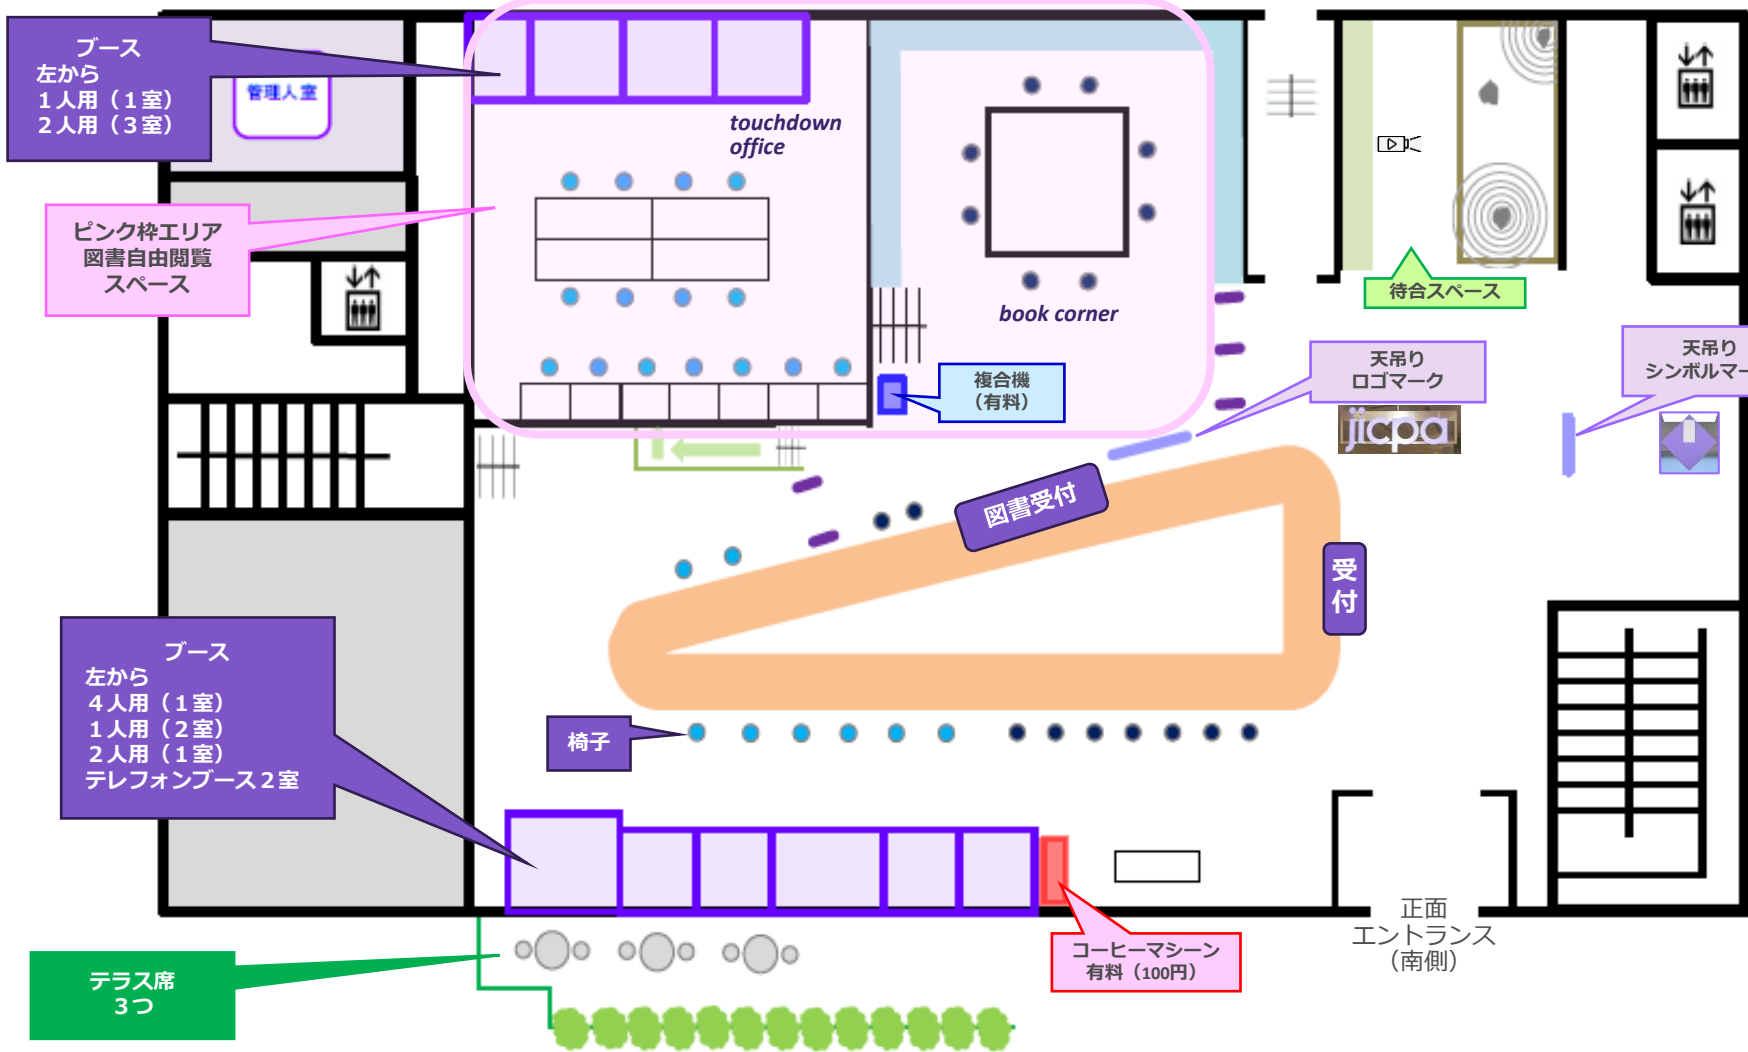 ブース
左から
１人用（１室）
２人用（３室）
管理人室
touchdown
office
ピンク枠エリア
図書自由閲覧
スペース
book corner
待合スペース
複合機
（有料）
天吊り
ロゴマーク
jicpa
天吊り
シンボルマー
図書受付
受付
ブース
左から
４人用（１室）
１人用（２室）
２人用（１室）
テレフォンブース２室
椅子
テラス席
３つ
コーヒーマシーン
有料（100円）
正面
エントランス
（南側）